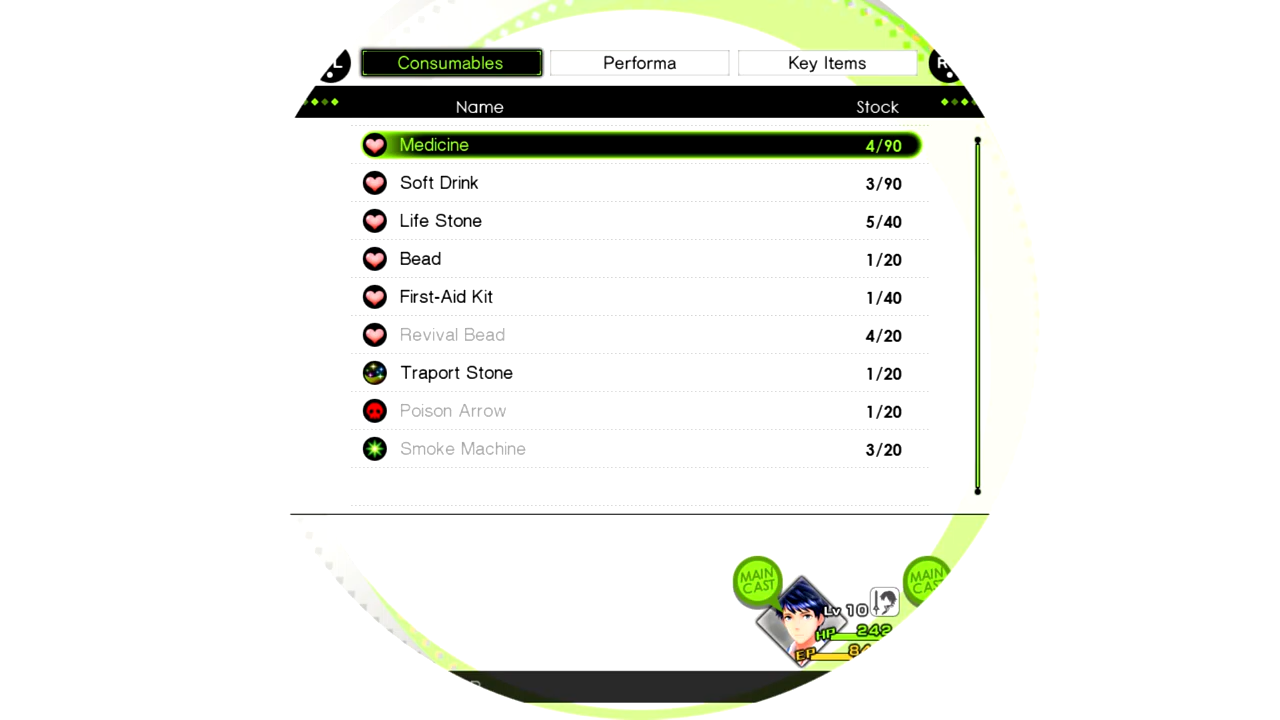 L Consumables Performa Key Items R
Name Stock
Medicine 4/90
Soft Drink 3/90
Life Stone 5/40
Bead 1/20
First-Aid Kit 1/40
Revival Bead 4/20
Traport Stone 1/20
Poison Arrow 1/20
Smoke Machine 3/20
MAIN
CAST
MAIN
CAST
Lv 10
HP 242
EP